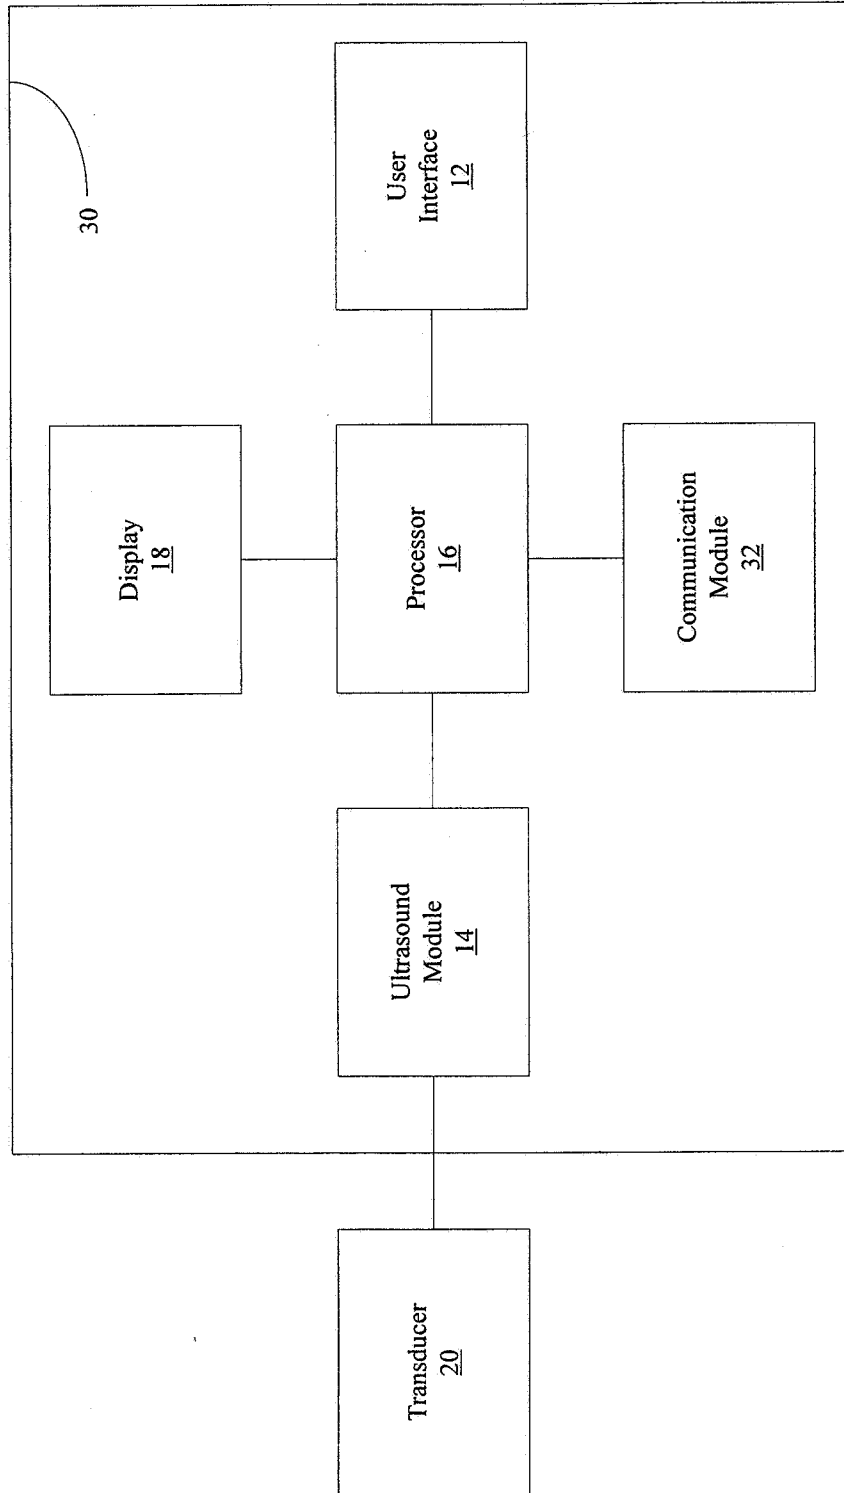 30
Display
18
Transducer
20
Ultrasound
Module
14
Processor
16
User
Interface
12
Communication
Module
32